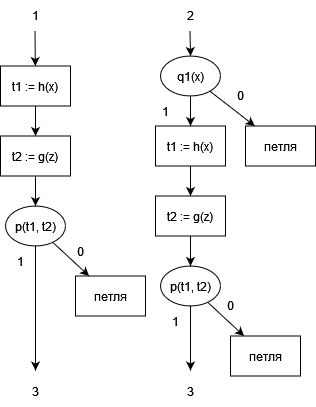 1
t1 := h(x)
t2 := g(z)
p(t1, t2)
0
1
петля
3
2
q1(x)
0
1
t1 := h(x)
петля
t2 := g(z)
p(t1, t2)
0
1
петля
3